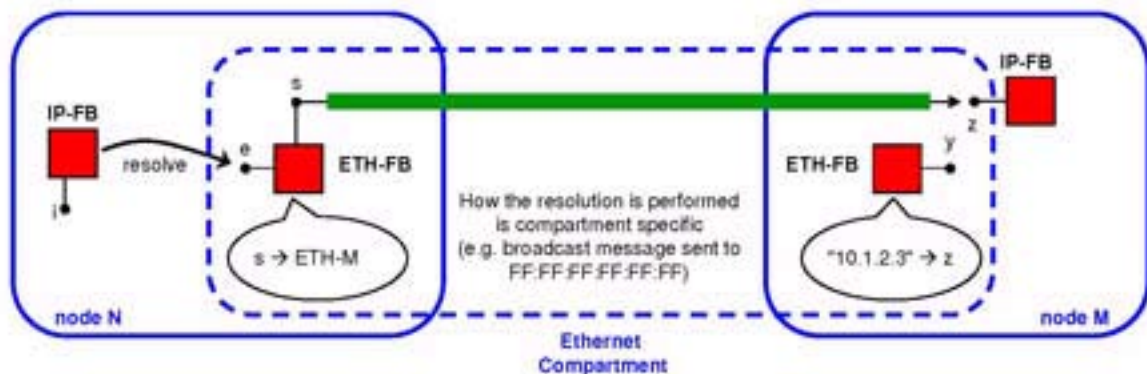 s
IP-FB
IP-FB
e
z
resolve
ETH-FB
ETH-FB
y
i
How the resolution is performed
is compartment specific
(e.g. broadcast message sent to
FF:FF:FF:FF:FF:FF)
s → ETH-M
"10.1.2.3" → z
node N
node M
Ethernet
Compartment